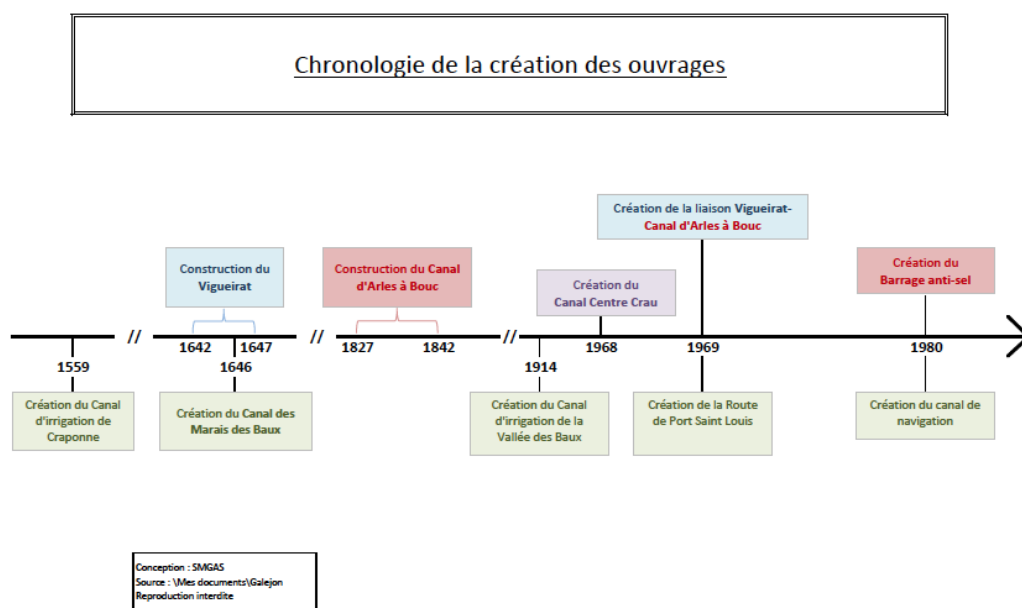 Chronologie de la création des ouvrages
Création de la liaison Vigueirat-
Canal d'Arles à Bouc
Construction du
Vigueirat
Construction du Canal
d'Arles à Bouc
Création du
Canal Centre Crau
Création du
Barrage anti-sel
//
//
//
1642
1647
1827
1842
1968
1969
1980
1559
1646
1914
Création du Canal
d'irrigation de
Craponne
Création du Canal des
Marais des Baux
Création du Canal
d'irrigation de la
Vallée des Baux
Création de la Route
de Port Saint Louis
Création du canal de
navigation
Conception : SMGAS
Source : \Mes documents\Galejon
Reproduction interdite